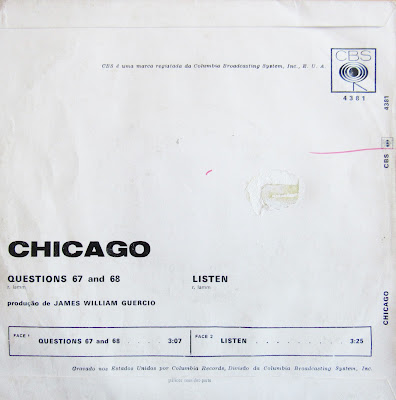 CBS é uma marca registada da Columbia Broadcasting System, Inc., E. U. A.
CBS
4381
4381
CBS
CHICAGO
CHICAGO
QUESTIONS 67 and 68
r. lamm
LISTEN
r. lamm
produção de JAMES WILLIAM GUERCIO
FACE 1
QUESTIONS 67 and 68 . . . . . 3:07
FACE 2
LISTEN . . . . . . . . . . . . 3:25
Gravado nos Estados Unidos por Columbia Records, Divisão da Columbia Broadcasting System, Inc.